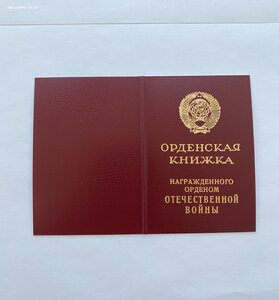 ОРДЕНСКАЯ
КНИЖКА
НАГРАЖДЕННОГО
ОРДЕНОМ
ОТЕЧЕСТВЕННОЙ
ВОЙНЫ